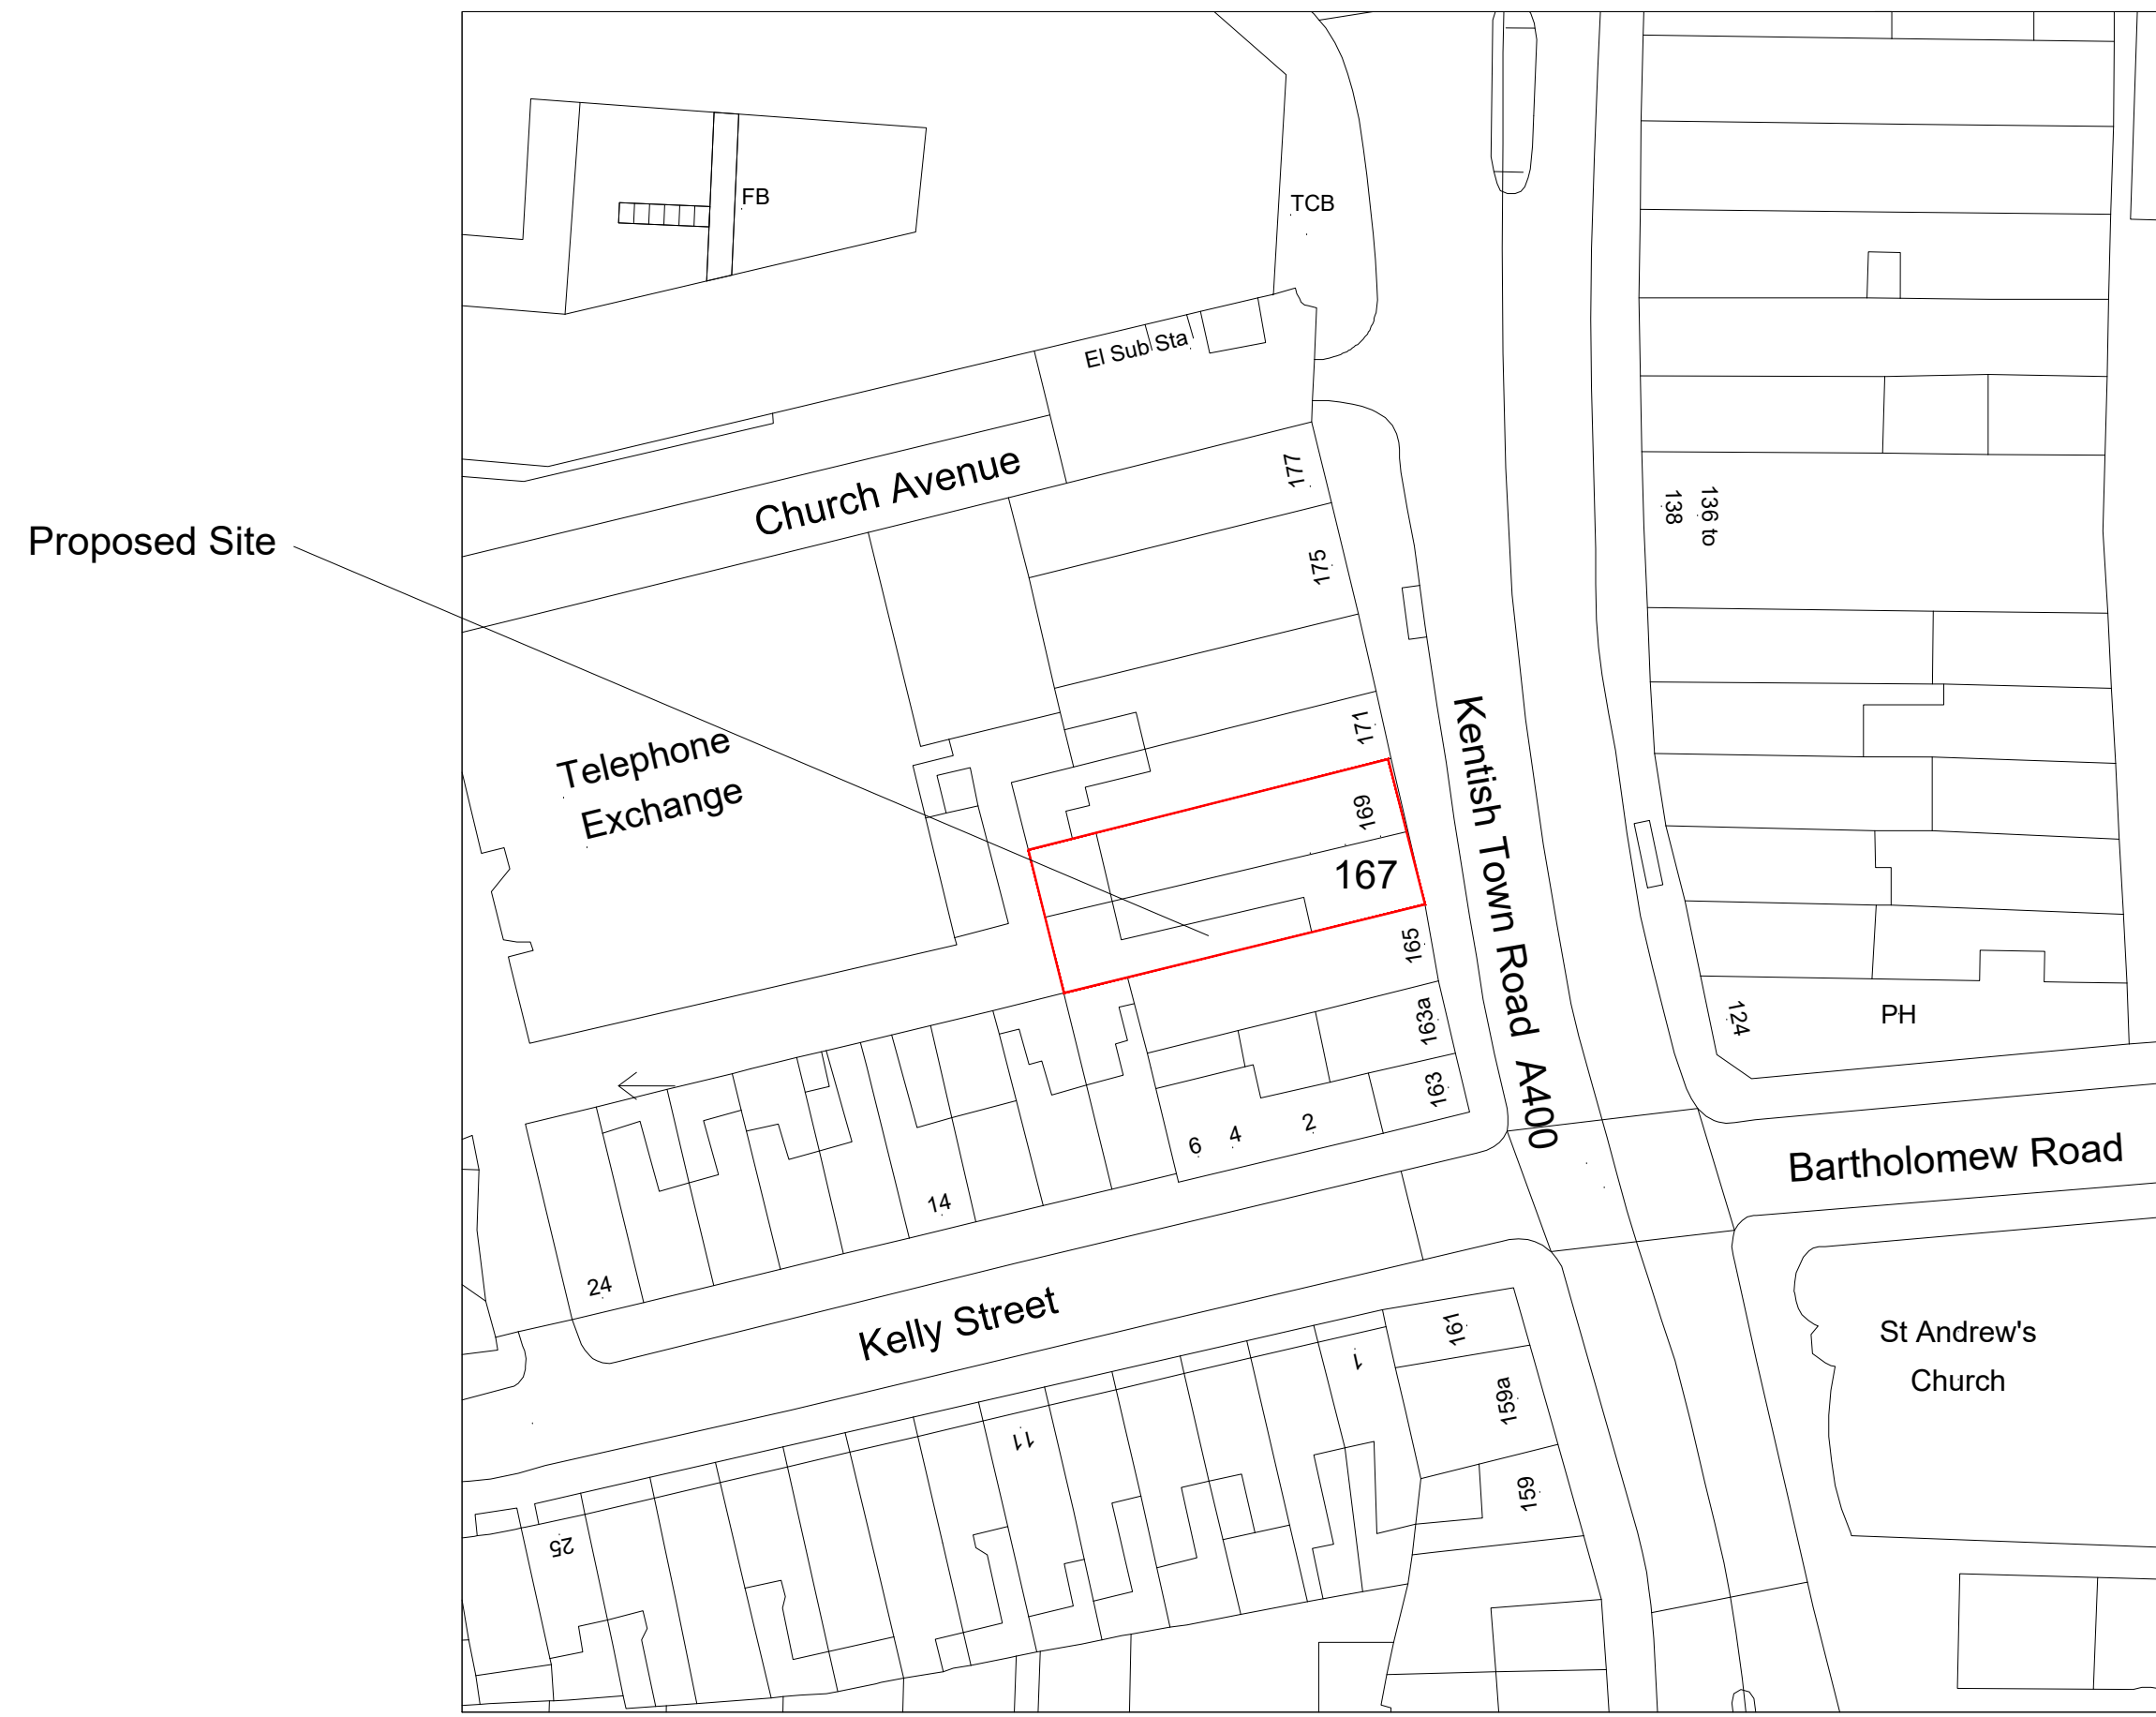 FB
TCB
El Sub Sta
Church Avenue
177
138
136 to
Proposed Site
175
Kentish Town Road A400
171
Telephone
Exchange
169
167
165
163a
124
PH
163
2
4
6
Bartholomew Road
14
24
Kelly Street
161
St Andrew's
Church
1
159a
11
159
25